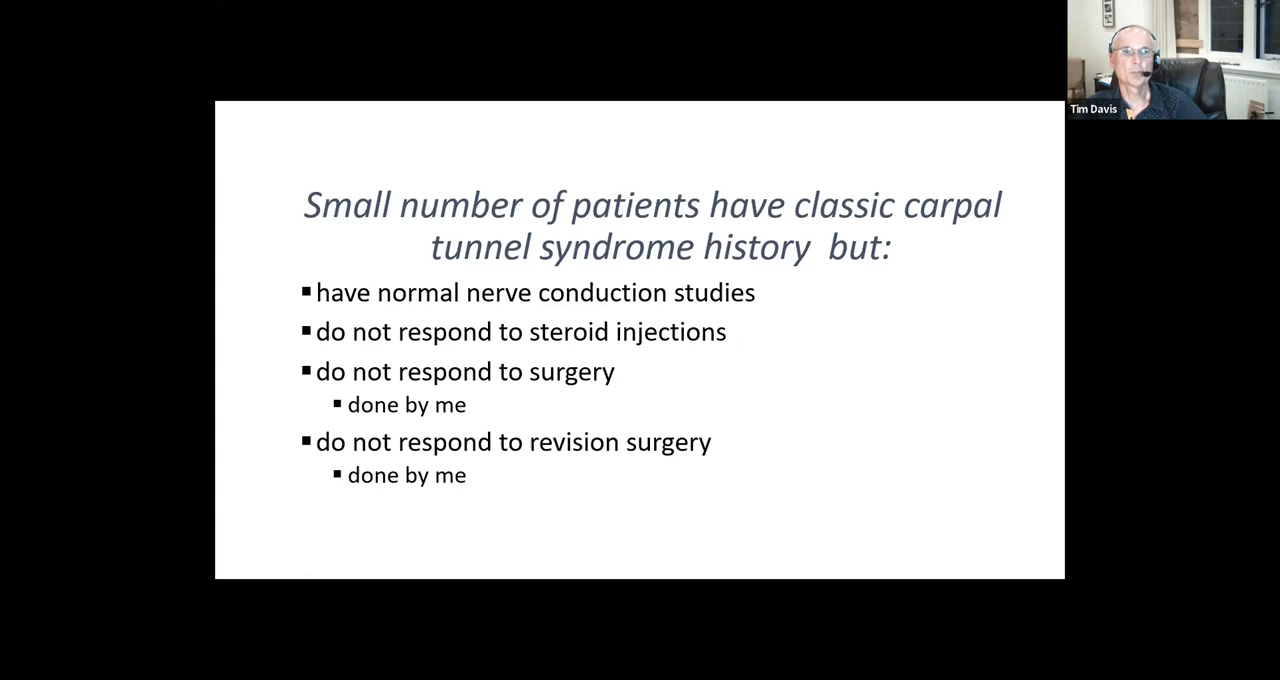 Tim Davis
Small number of patients have classic carpal
tunnel syndrome history  but:
▪have normal nerve conduction studies
▪do not respond to steroid injections
▪do not respond to surgery
▪done by me
▪do not respond to revision surgery
▪done by me